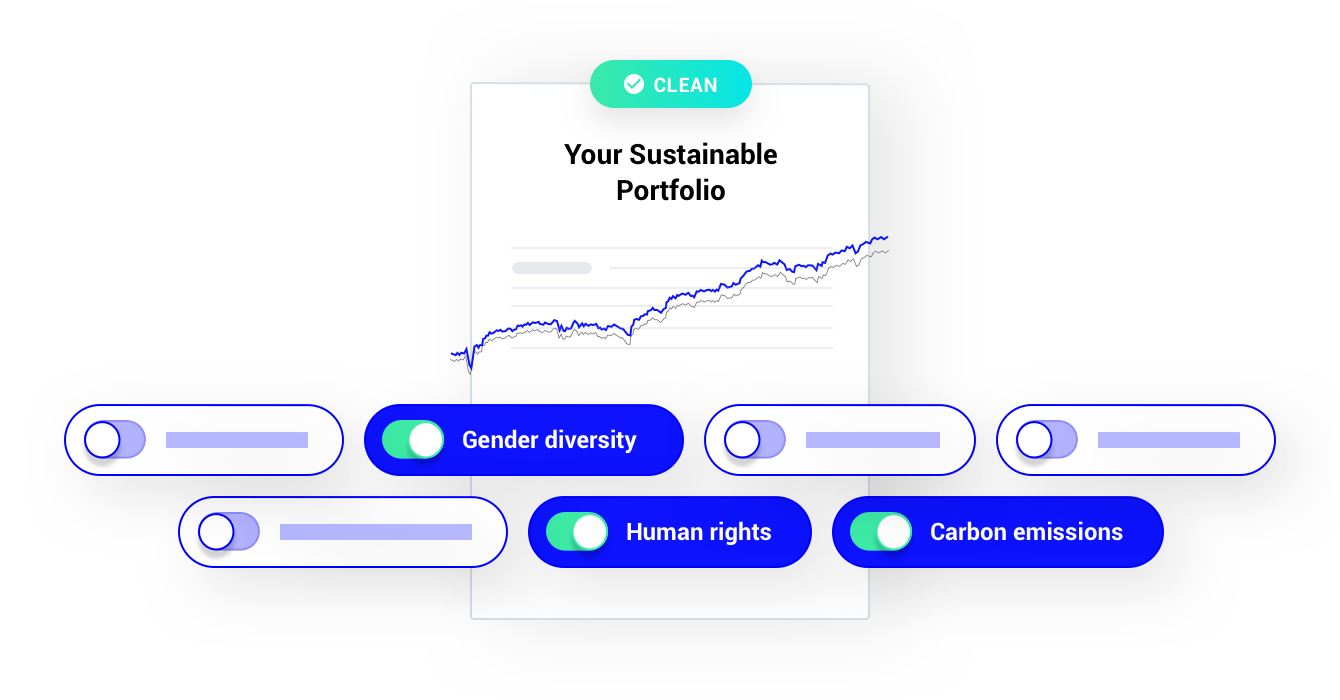 CLEAN
Your Sustainable
Portfolio
Gender diversity
Human rights
Carbon emissions